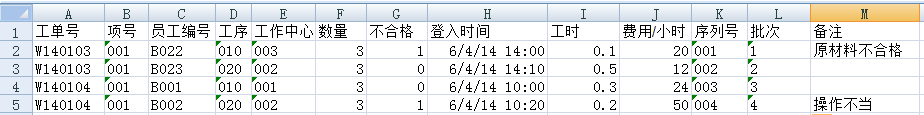 A B C D E F G H I J K L M
1 工单号 项号 员工编号 工序 工作中心 数量 不合格 登入时间 工时 费用/小时 序列号 批次 备注
2 W140103 001 B022 010 003 3 1 6/4/14 14:00 0.1 20 001 1 原材料不合格
3 W140103 001 B023 020 002 3 0 6/4/14 14:10 0.5 12 002 2
4 W140104 001 B001 010 001 3 0 6/4/14 10:00 0.3 24 003 3
5 W140104 001 B002 020 002 3 1 6/4/14 10:20 0.2 50 004 4 操作不当